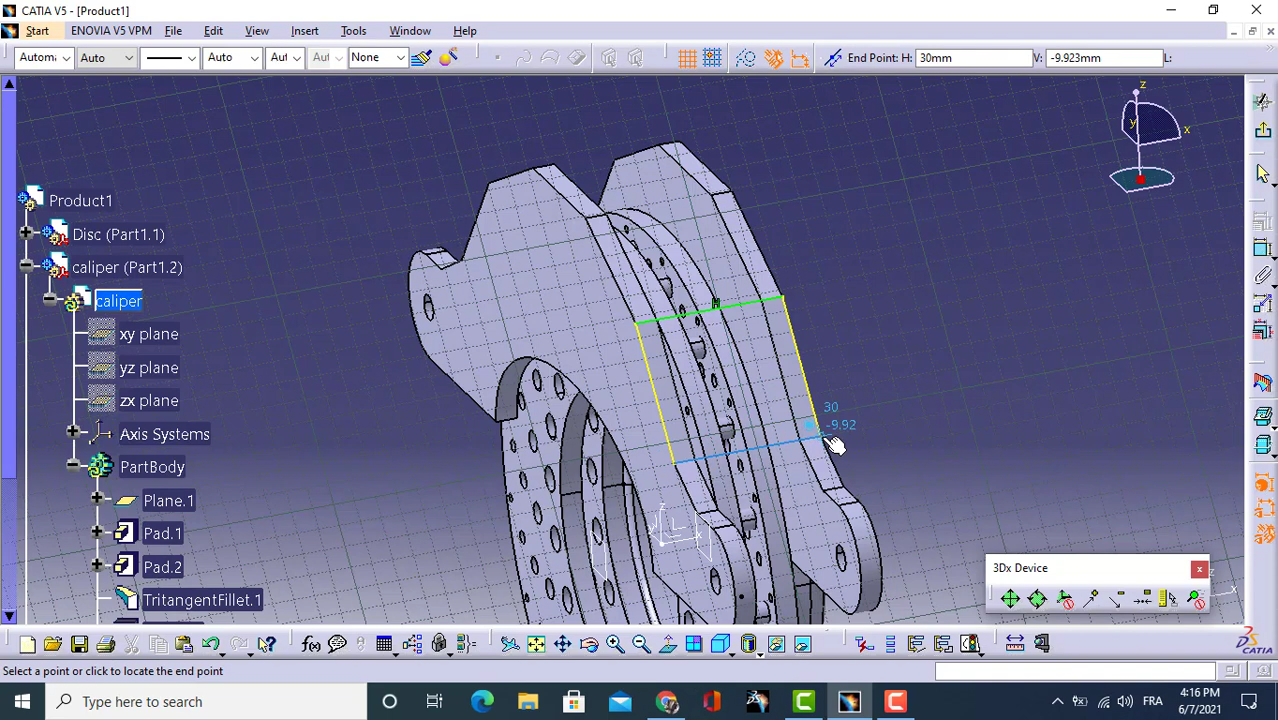 CATIA V5 - [Product1]
Start ENOVIA V5 VPM File Edit View Insert Tools Window Help
Autom Auto Auto Aut Aut None End Point: H: 30mm V: -9.923mm L:
z
y
x
Product1
Disc (Part1.1)
caliper (Part1.2)
caliper
xy plane
yz plane
zx plane
Axis Systems
PartBody
Plane.1
Pad.1
Pad.2
TritangentFillet.1
H
30
-9.92
3Dx Device
z
x
CATIA
Select a point or click to locate the end point
Type here to search
FRA
4:16 PM
6/7/2021